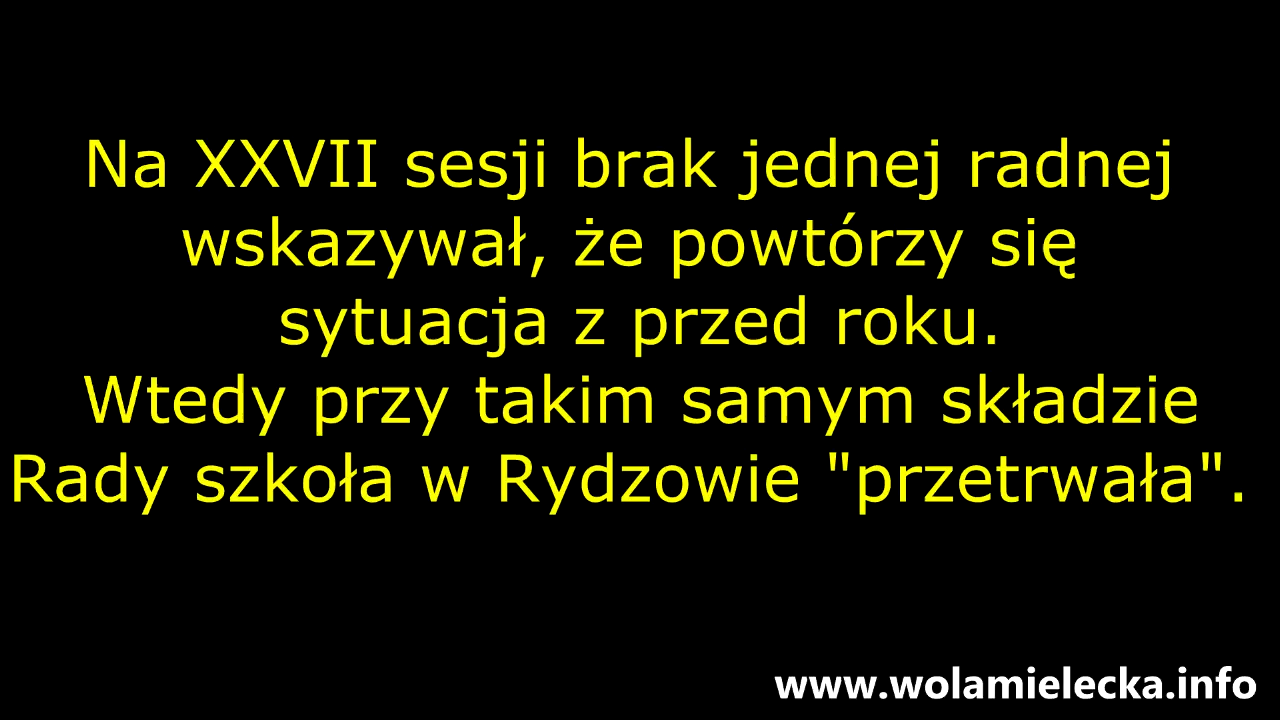 Na XXVII sesji brak jednej radnej
wskazywał, że powtórzy się
sytuacja z przed roku.
Wtedy przy takim samym składzie
Rady szkoła w Rydzowie "przetrwała".
www.wolamielecka.info